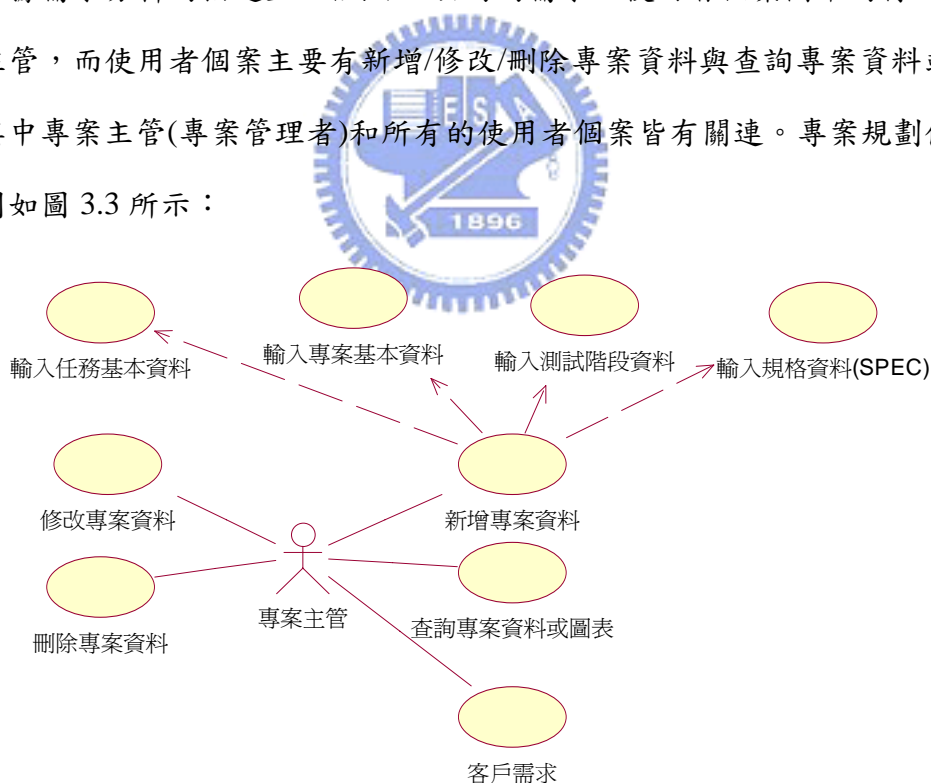 主管,而使用者個案主要有新增/修改/刪除專案資料與查詢專案資料
中專案主管(專案管理者)和所有的使用者個案皆有關連。專案規劃
如圖 3.3 所示:
ESA
1896
輸入任務基本資料
輸入專案基本資料
輸入測試階段資料
輸入規格資料(SPEC)
修改專案資料
新增專案資料
專案主管
刪除專案資料
查詢專案資料或圖表
客戶需求